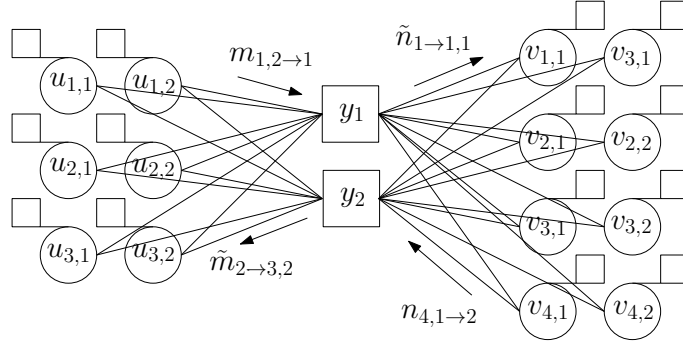 m_{1,2→1}
ñ_{1→1,1}
u_{1,1} u_{1,2} y_1 v_{1,1} v_{3,1}
u_{2,1} u_{2,2} v_{2,1} v_{2,2}
y_2
u_{3,1} u_{3,2} v_{3,1} v_{3,2}
m̃_{2→3,2}
n_{4,1→2} v_{4,1} v_{4,2}